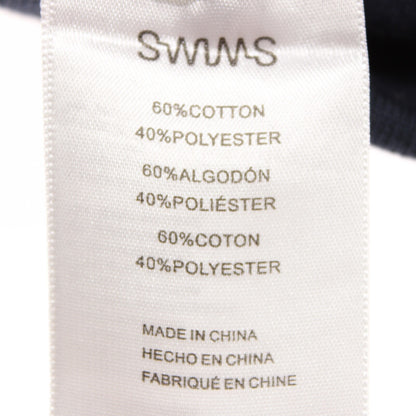 SWIMS
60%COTTON
40%POLYESTER
60%ALGODÓN
40%POLIÉSTER
60%COTON
40%POLYESTER
MADE IN CHINA
HECHO EN CHINA
FABRIQUÉ EN CHINE